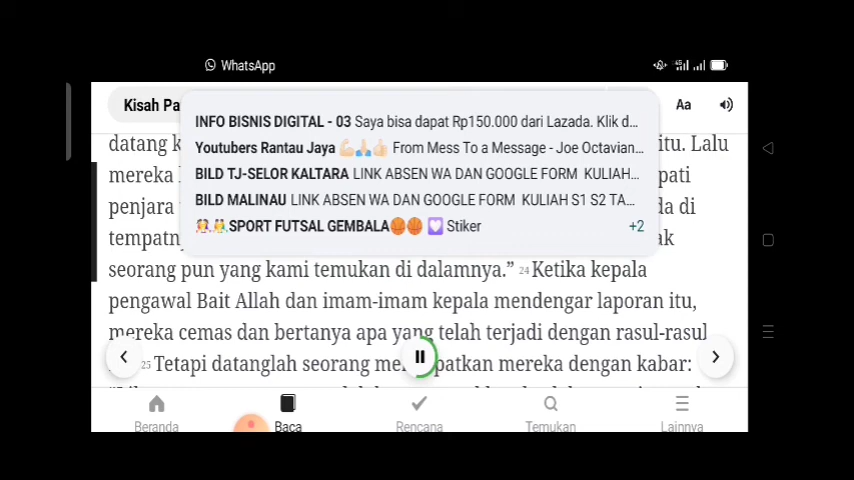 WhatsApp
Kisah Pa
Aa
INFO BISNIS DIGITAL - 03 Saya bisa dapat Rp150.000 dari Lazada. Klik d...
Youtubers Rantau Jaya 💪🏻🙏🏻👍🏻 From Mess To a Message - Joe Octavian...
BILD TJ-SELOR KALTARA LINK ABSEN WA DAN GOOGLE FORM KULIAH...
BILD MALINAU LINK ABSEN WA DAN GOOGLE FORM KULIAH S1 S2 TA...
SPORT FUTSAL GEMBALA🏀🏀 💟 Stiker +2
datang k itu. Lalu
mereka pati
penjara da di
tempatny ak
seorang pun yang kami temukan di dalamnya.” 24 Ketika kepala
pengawal Bait Allah dan imam-imam kepala mendengar laporan itu,
mereka cemas dan bertanya apa yang telah terjadi dengan rasul-rasul
25 Tetapi datanglah seorang me patkan mereka dengan kabar:
Beranda
Baca
Rencana
Temukan
Lainnya